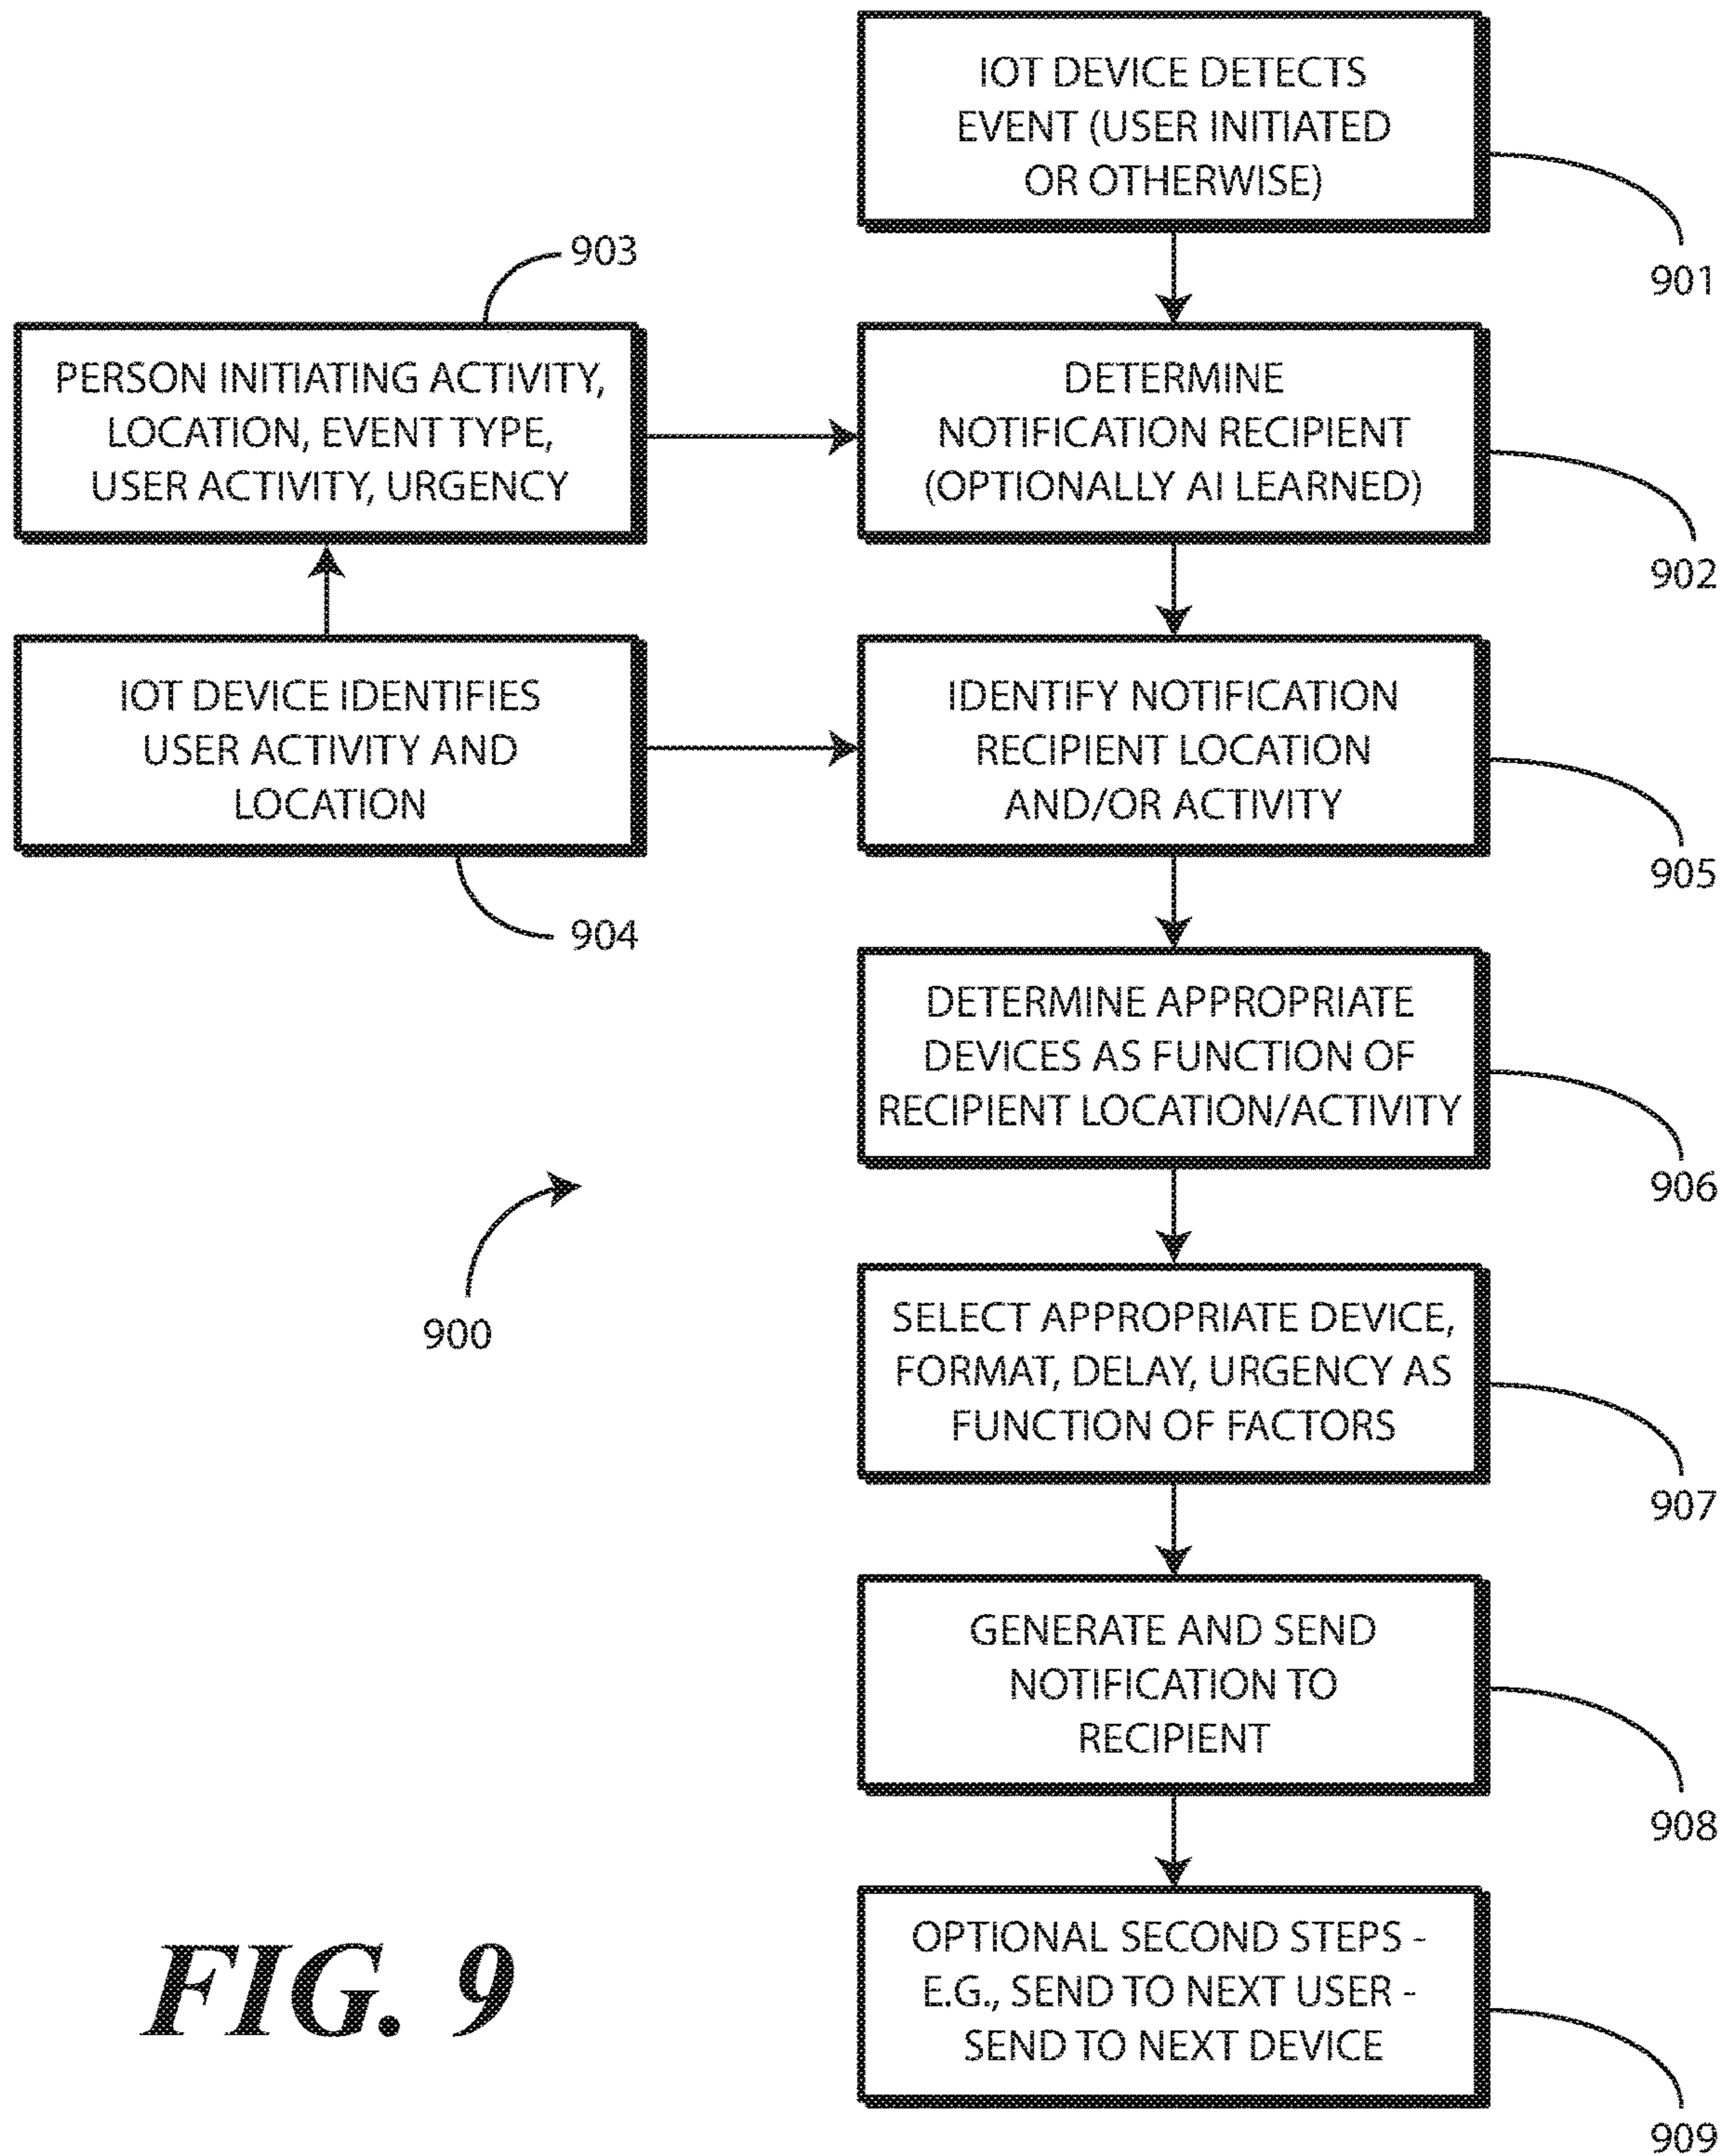 IOT DEVICE DETECTS
EVENT (USER INITIATED
OR OTHERWISE)
901
903
PERSON INITIATING ACTIVITY,
LOCATION, EVENT TYPE,
USER ACTIVITY, URGENCY
DETERMINE
NOTIFICATION RECIPIENT
(OPTIONALLY AI LEARNED)
902
IOT DEVICE IDENTIFIES
USER ACTIVITY AND
LOCATION
904
IDENTIFY NOTIFICATION
RECIPIENT LOCATION
AND/OR ACTIVITY
905
DETERMINE APPROPRIATE
DEVICES AS FUNCTION OF
RECIPIENT LOCATION/ACTIVITY
906
900
SELECT APPROPRIATE DEVICE,
FORMAT, DELAY, URGENCY AS
FUNCTION OF FACTORS
907
GENERATE AND SEND
NOTIFICATION TO
RECIPIENT
908
OPTIONAL SECOND STEPS -
E.G., SEND TO NEXT USER -
SEND TO NEXT DEVICE
909
FIG. 9